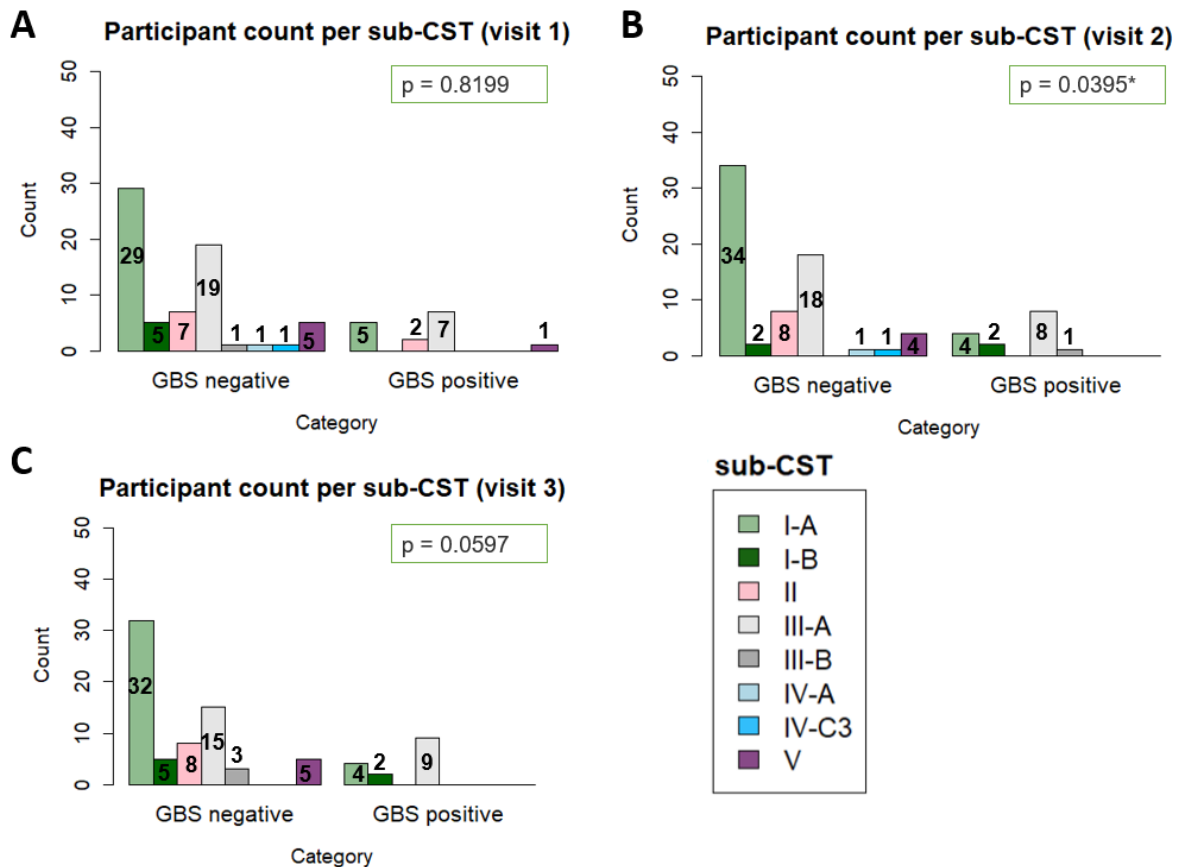 A
Participant count per sub-CST (visit 1)
p = 0.8199
50
40
30
20
10
0
Count
29
5
7
19
1
1
1
5
5
2
7
1
GBS negative
GBS positive
Category
B
Participant count per sub-CST (visit 2)
p = 0.0395*
50
40
30
20
10
0
Count
34
2
8
18
1
1
4
4
2
8
1
GBS negative
GBS positive
Category
C
Participant count per sub-CST (visit 3)
p = 0.0597
50
40
30
20
10
0
Count
32
5
8
15
3
5
4
2
9
GBS negative
GBS positive
Category
sub-CST
I-A
I-B
II
III-A
III-B
IV-A
IV-C3
V